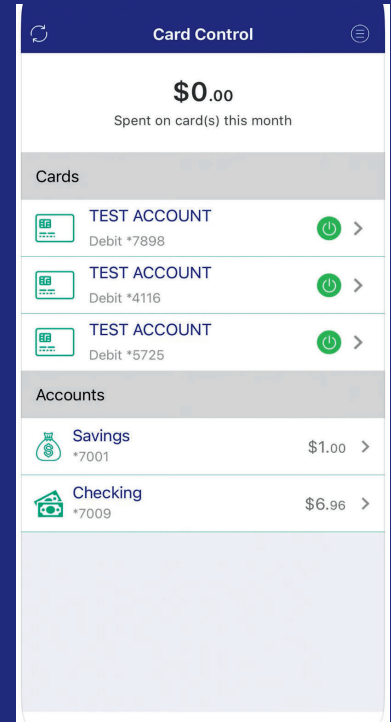 Card Control
$0.00
Spent on card(s) this month
Cards
TEST ACCOUNT
Debit *7898
TEST ACCOUNT
Debit *4116
TEST ACCOUNT
Debit *5725
Accounts
Savings
*7001
$1.00
Checking
*7009
$6.96